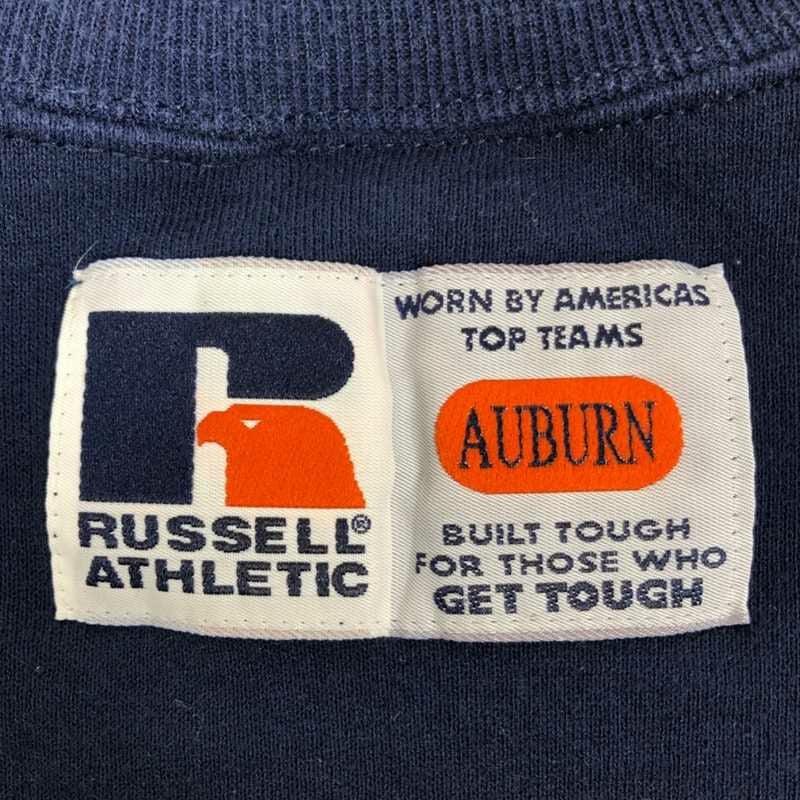 R
RUSSELL®
ATHLETIC
WORN BY AMERICAS
TOP TEAMS
AUBURN
BUILT TOUGH
FOR THOSE WHO
GET TOUGH